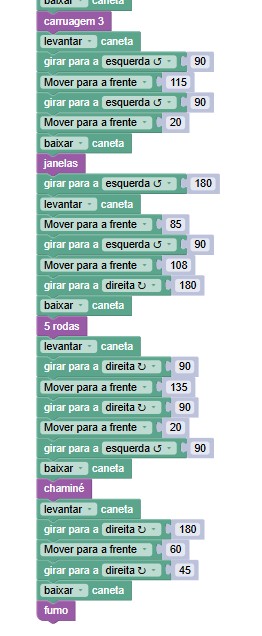 baixar caneta
carruagem 3
levantar caneta
girar para a esquerda ↺ 90
Mover para a frente 115
girar para a esquerda ↺ 90
Mover para a frente 20
baixar caneta
janelas
girar para a esquerda ↺ 180
levantar caneta
Mover para a frente 85
girar para a esquerda ↺ 90
Mover para a frente 108
girar para a direita ↻ 180
baixar caneta
5 rodas
levantar caneta
girar para a direita ↻ 90
Mover para a frente 135
girar para a direita ↻ 90
Mover para a frente 20
girar para a esquerda ↺ 90
baixar caneta
chaminé
levantar caneta
girar para a direita ↻ 180
Mover para a frente 60
girar para a direita ↻ 45
baixar caneta
fumo